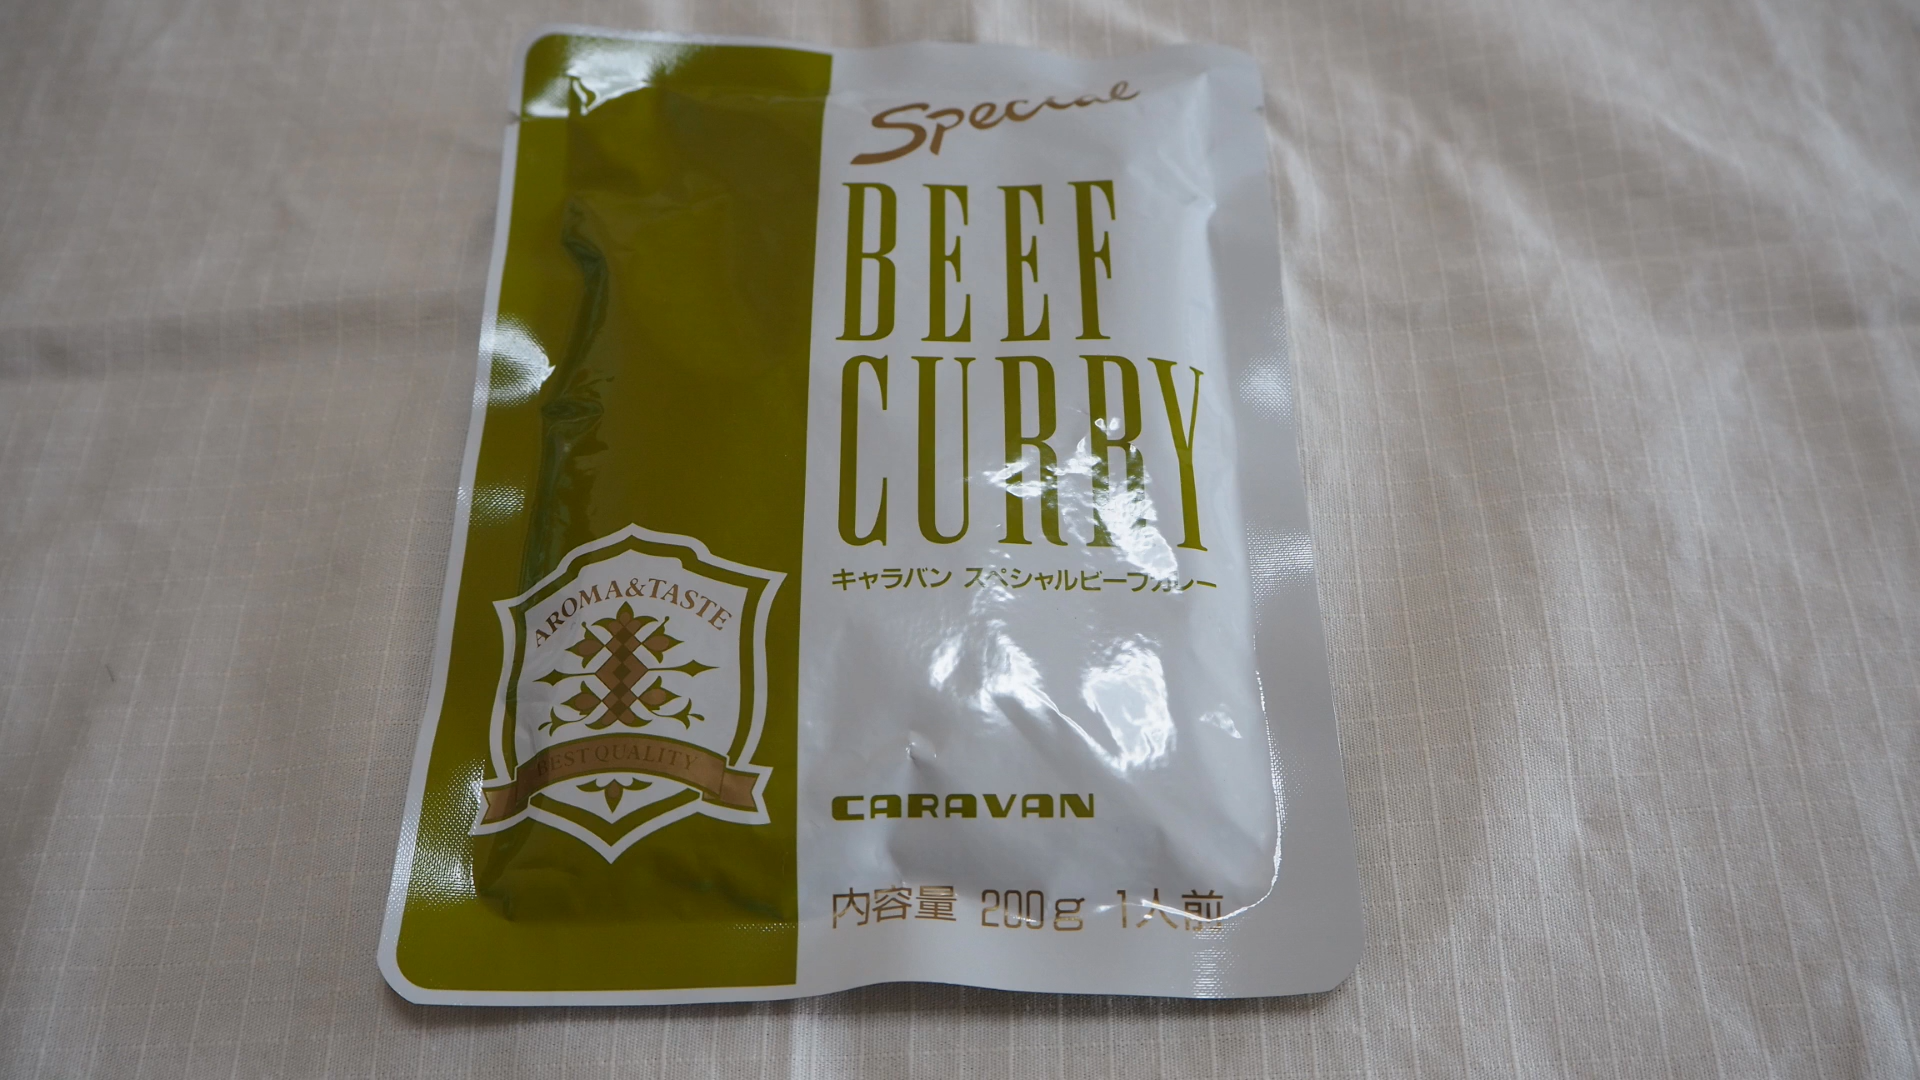 Special
BEEF
CURRY
キャラバン スペシャルビーフカレー
AROMA&TASTE
BEST QUALITY
CARAVAN
内容量 200g 1人前